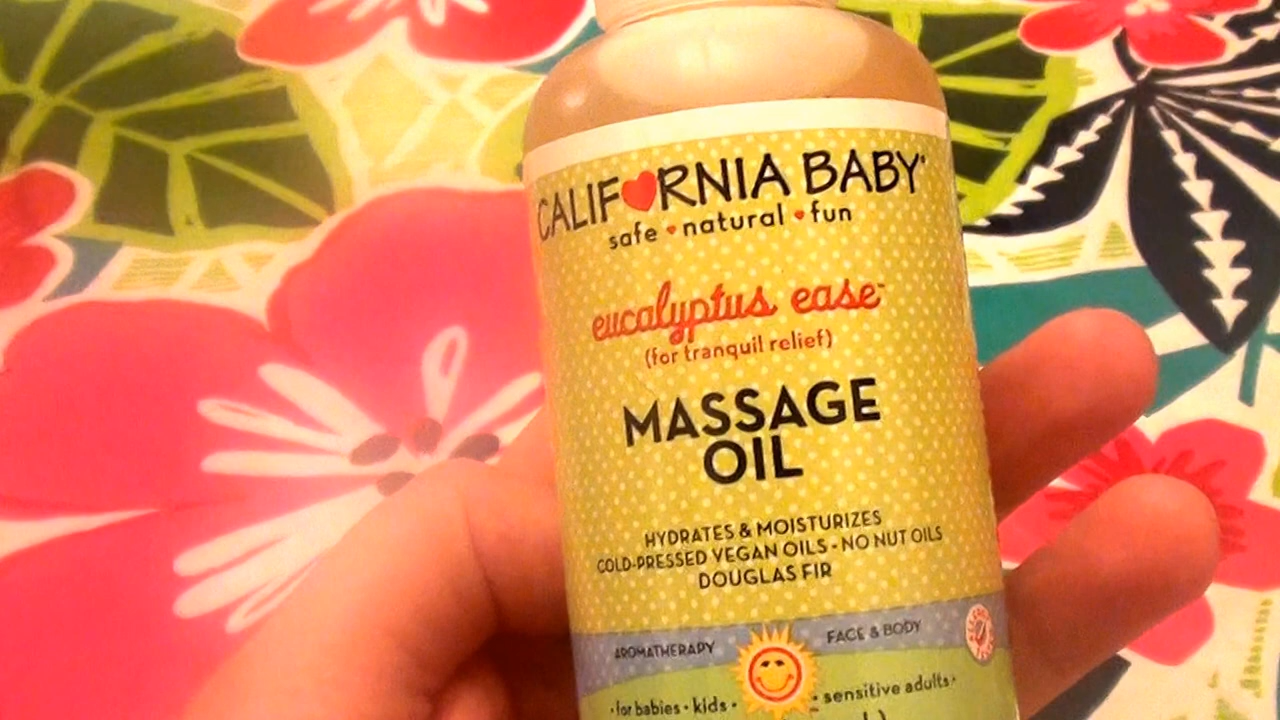 CALIFORNIA BABY
safe • natural • fun
eucalyptus ease™
(for tranquil relief)
MASSAGE
OIL
HYDRATES & MOISTURIZES
COLD-PRESSED VEGAN OILS - NO NUT OILS
DOUGLAS FIR
AROMATHERAPY FACE & BODY
• for babies • kids • • sensitive adults •